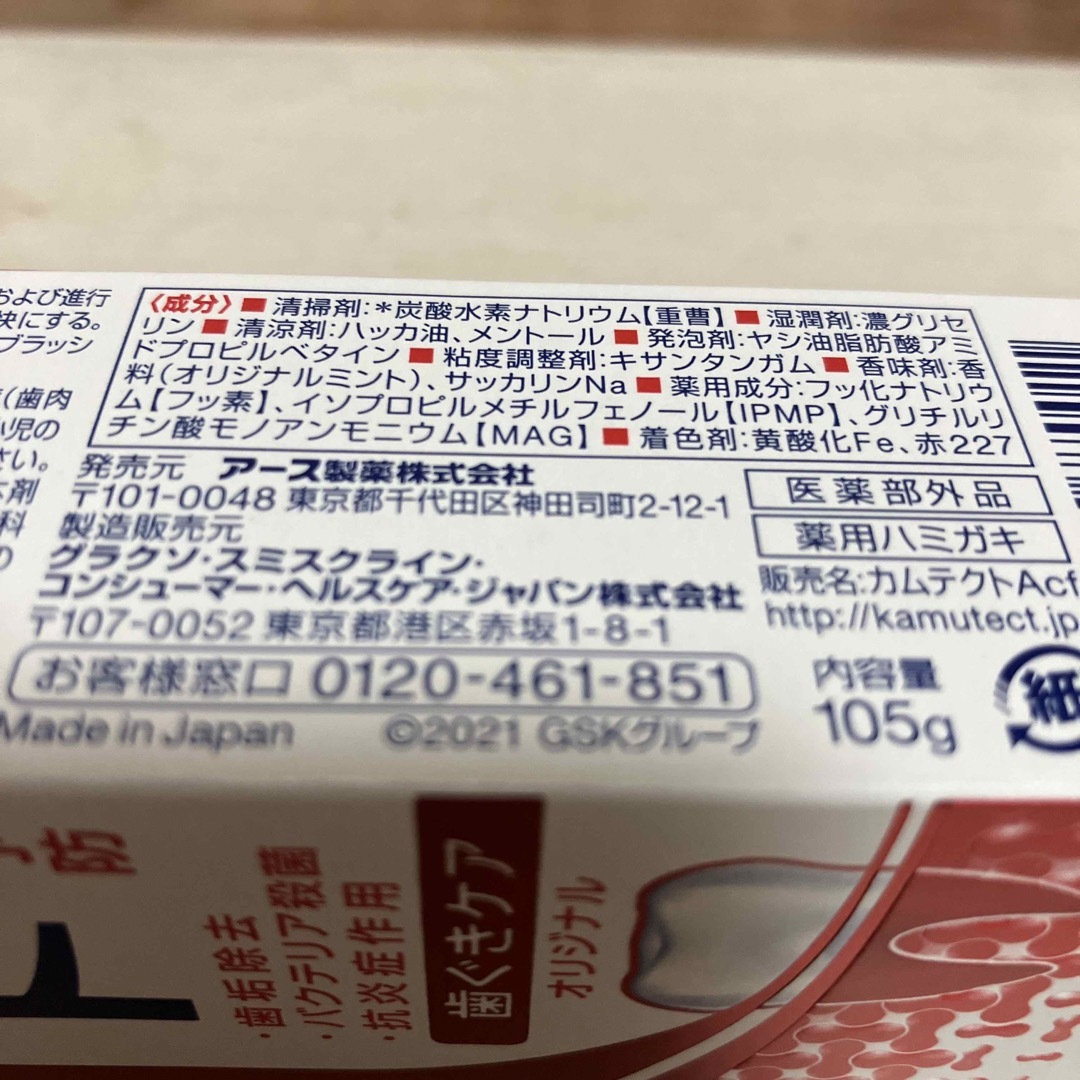 および進行
快にする。
ブラッシ
(歯肉
小児の
さい。
剤
料
の
〈成分〉■清掃剤:*炭酸水素ナトリウム【重曹】■湿潤剤:濃グリセ
リン■清涼剤:ハッカ油、メントール■発泡剤:ヤシ油脂肪酸アミ
ドプロピルベタイン■粘度調整剤:キサンタンガム■香味剤:香
料(オリジナルミント)、サッカリンNa■薬用成分:フッ化ナトリウ
ム【フッ素】、イソプロピルメチルフェノール【IPMP】、グリチルリ
チン酸モノアンモニウム【MAG】■着色剤:黄酸化Fe、赤227
発売元 アース製薬株式会社
〒101-0048 東京都千代田区神田司町2-12-1
製造販売元
グラクソ・スミスクライン・
コンシューマー・ヘルスケア・ジャパン株式会社
〒107-0052 東京都港区赤坂1-8-1
お客様窓口 0120-461-851
Made in Japan ©2021 GSKグループ
医薬部外品
薬用ハミガキ
販売名:カムテクトAcf
http://kamutect.jp
内容量
105g
紙
防
ト
・歯垢除去
・バクテリア殺菌
・抗炎症作用
歯ぐきケア
オリジナル